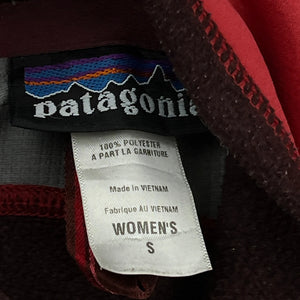 patagonia
100% POLYESTER
A PART LA GARNITURE
Made in VIETNAM
Fabriqué AU VIETNAM
WOMEN'S
S